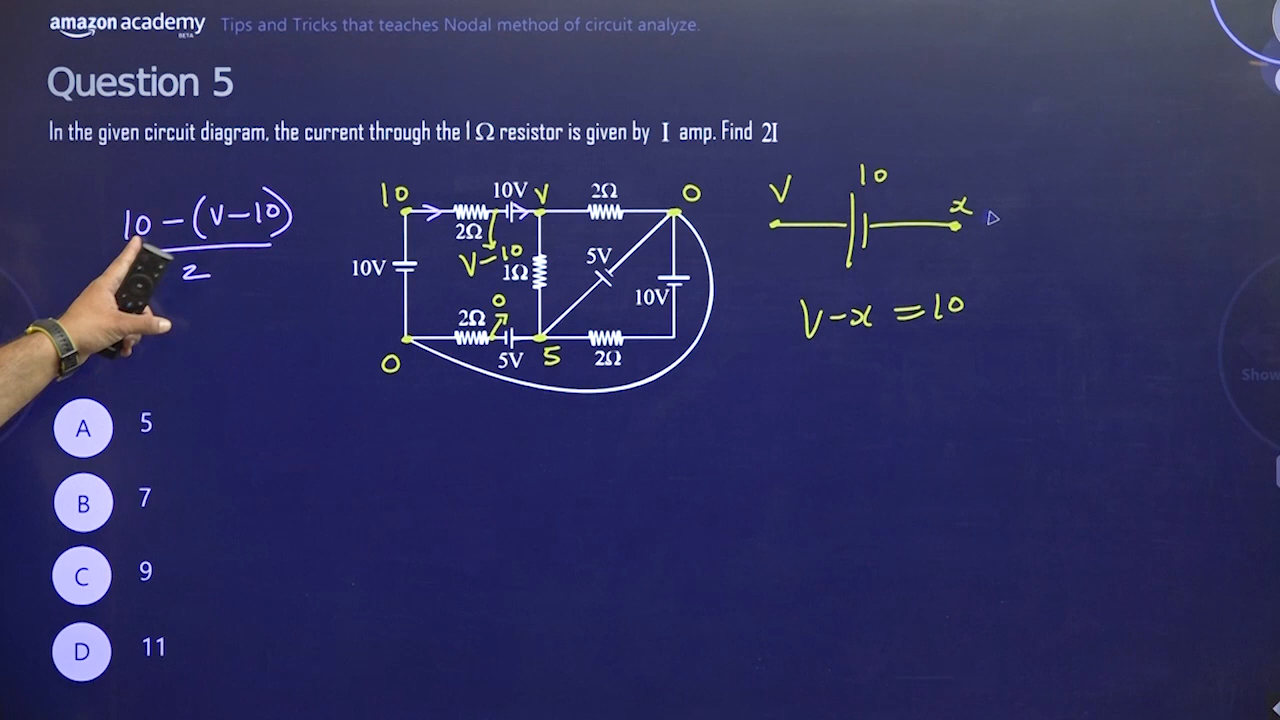 amazon academy
BETA
Tips and Tricks that teaches Nodal method of circuit analyze.
Question 5
In the given circuit diagram, the current through the 1 Ω resistor is given by I amp. Find 2I
10 - (V-10)
2
10
10V
V
2Ω
0
2Ω
V-10
1Ω
5V
10V
10V
2Ω
0
0
5V
5
2Ω
V
10
x
V-x = 10
A 5
B 7
C 9
D 11
Show